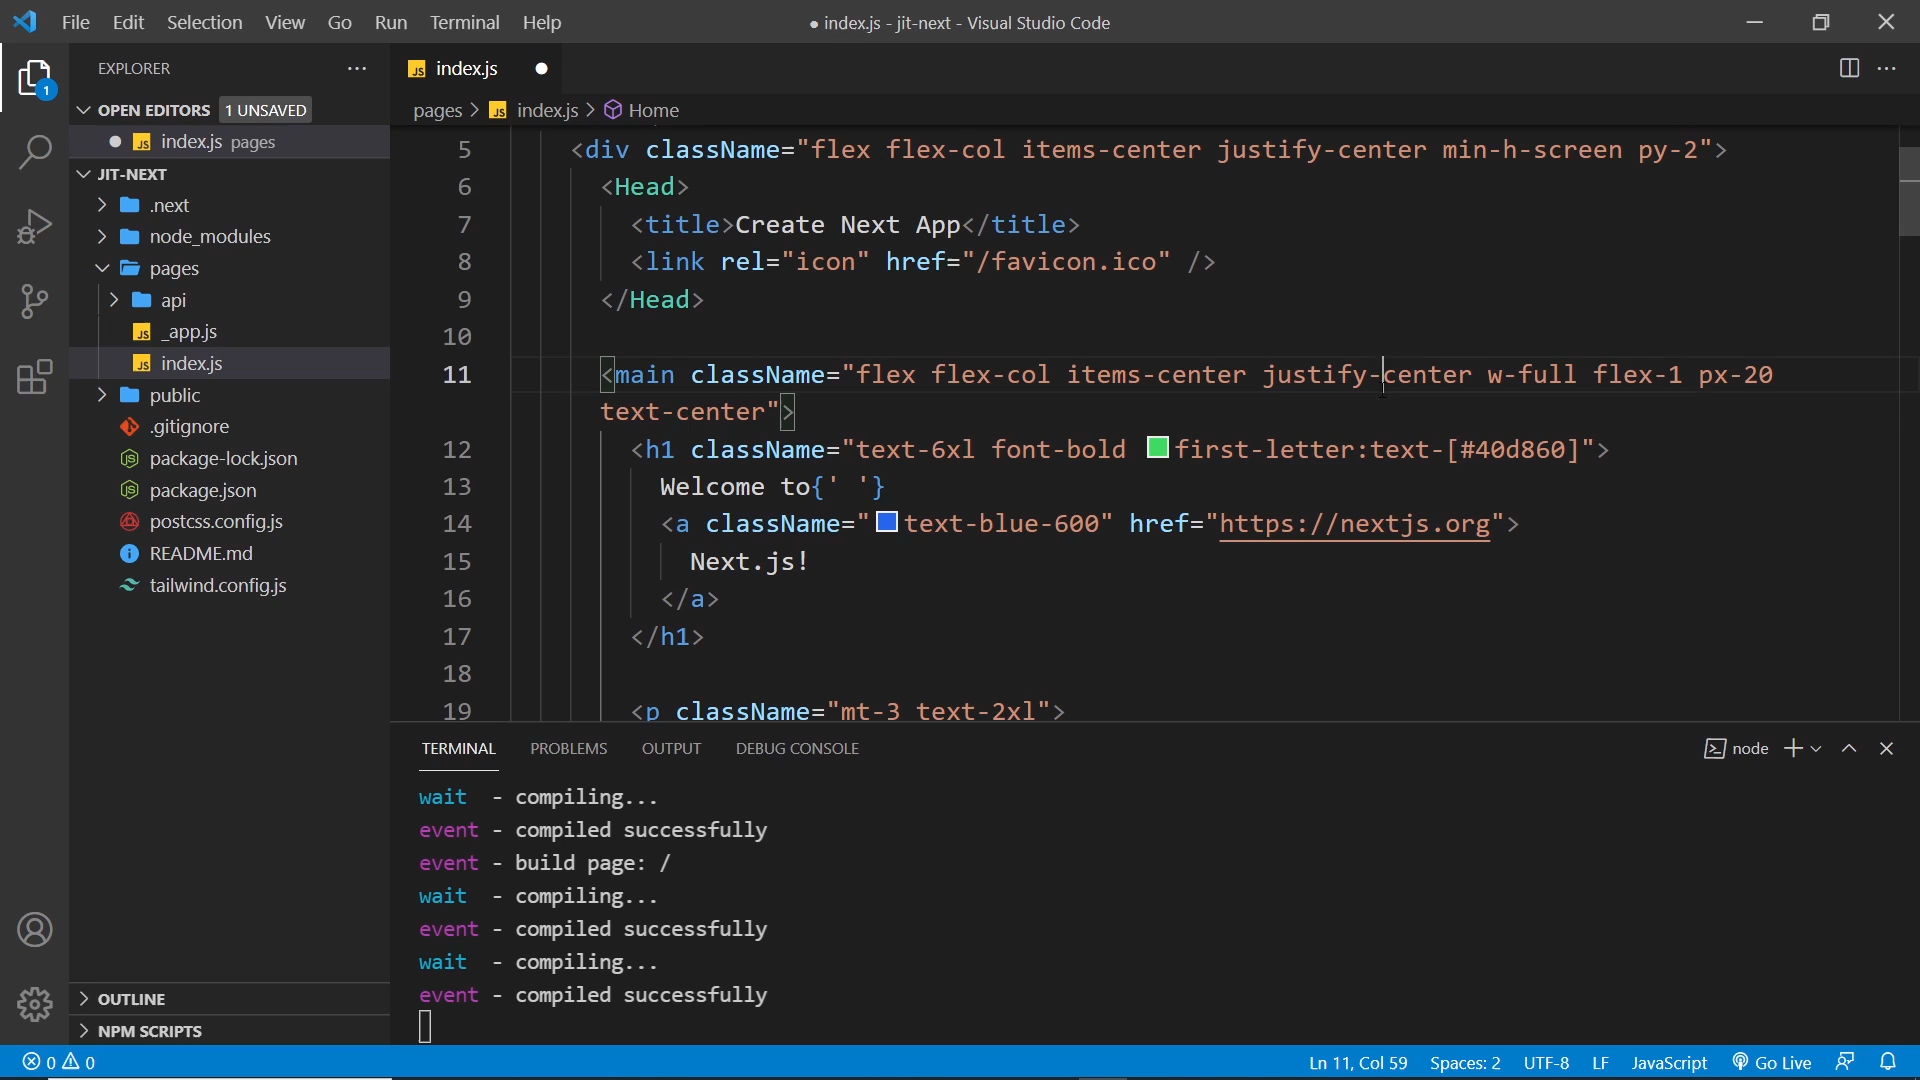 File Edit Selection View Go Run Terminal Help
● index.js - jit-next - Visual Studio Code
EXPLORER
OPEN EDITORS 1 UNSAVED
index.js pages
JIT-NEXT
.next
node_modules
pages
api
_app.js
index.js
public
.gitignore
package-lock.json
package.json
postcss.config.js
README.md
tailwind.config.js
OUTLINE
NPM SCRIPTS
1
JS index.js
pages > JS index.js > Home
5 <div className="flex flex-col items-center justify-center min-h-screen py-2">
6 <Head>
7 <title>Create Next App</title>
8 <link rel="icon" href="/favicon.ico" />
9 </Head>
10
11 <main className="flex flex-col items-center justify-center w-full flex-1 px-20
text-center">
12 <h1 className="text-6xl font-bold first-letter:text-[#40d860]">
13 Welcome to{' '}
14 <a className="text-blue-600" href="https://nextjs.org">
15 Next.js!
16 </a>
17 </h1>
18
19 <p className="mt-3 text-2xl">
TERMINAL PROBLEMS OUTPUT DEBUG CONSOLE
node
wait - compiling...
event - compiled successfully
event - build page: /
wait - compiling...
event - compiled successfully
wait - compiling...
event - compiled successfully
0 0
Ln 11, Col 59 Spaces: 2 UTF-8 LF JavaScript Go Live